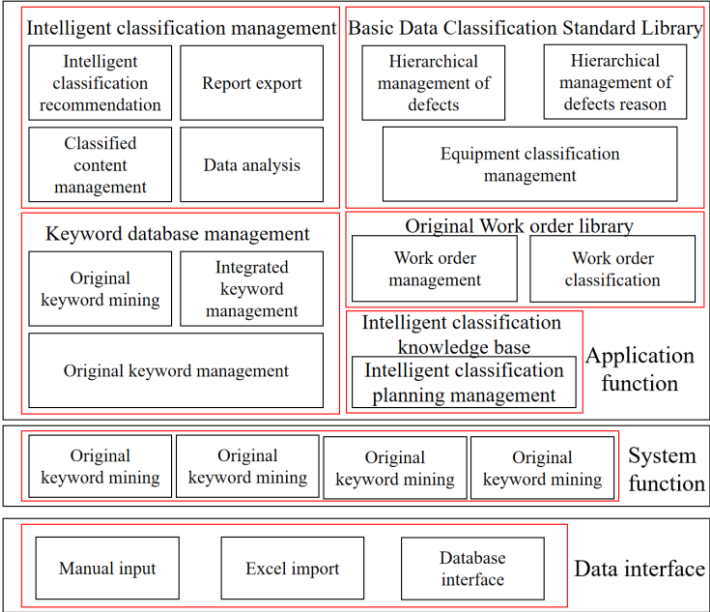 Intelligent classification management
Intelligent
classification
recommendation
Report export
Classified
content
management
Data analysis
Basic Data Classification Standard Library
Hierarchical
management of
defects
Hierarchical
management of
defects reason
Equipment classification
management
Keyword database management
Original
keyword mining
Integrated
keyword
management
Original keyword management
Original Work order library
Work order
management
Work order
classification
Intelligent classification
knowledge base
Intelligent classification
planning management
Application
function
Original
keyword mining
Original
keyword mining
Original
keyword mining
Original
keyword mining
System
function
Manual input
Excel import
Database
interface
Data interface